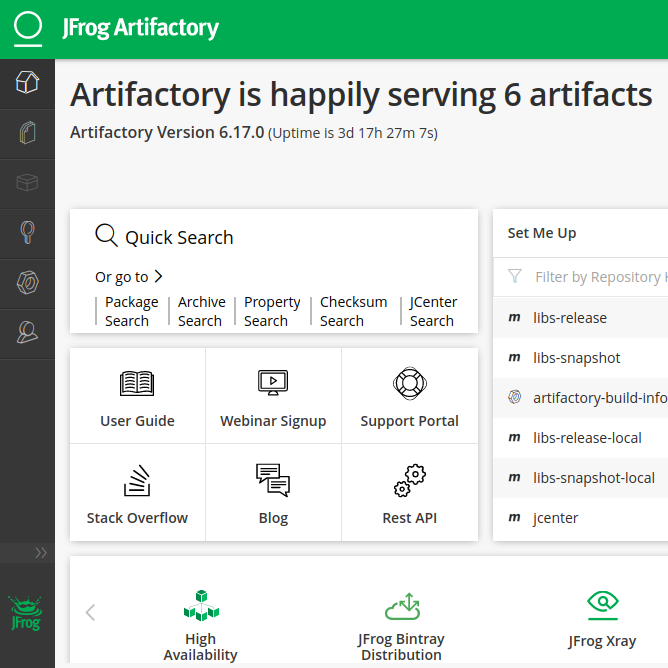 JFrog Artifactory
Artifactory is happily serving 6 artifacts
Artifactory Version 6.17.0 (Uptime is 3d 17h 27m 7s)
Quick Search
Or go to
Package Search
Archive Search
Property Search
Checksum Search
JCenter Search
Set Me Up
Filter by Repository
libs-release
libs-snapshot
artifactory-build-info
libs-release-local
libs-snapshot-local
jcenter
User Guide
Webinar Signup
Support Portal
Stack Overflow
Blog
Rest API
JFrog
High Availability
JFrog Bintray Distribution
JFrog Xray